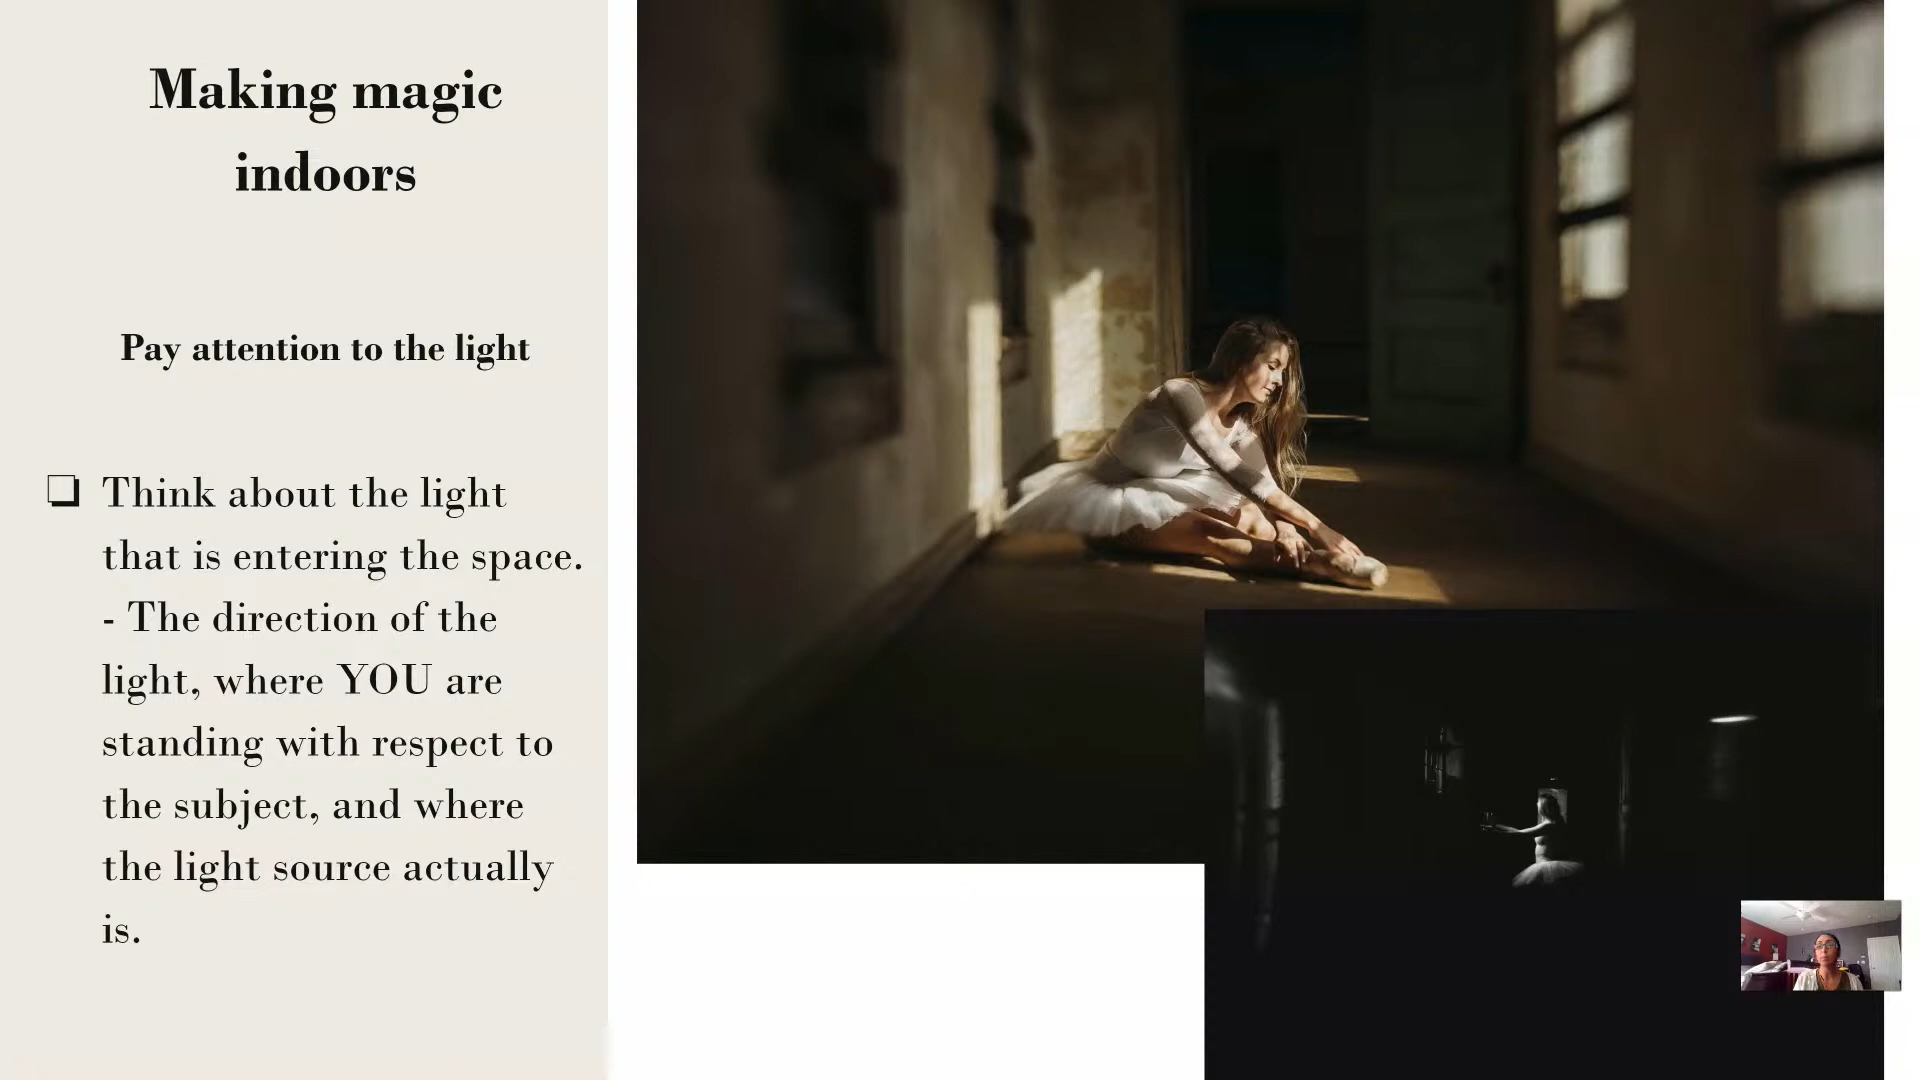 Making magic
indoors
Pay attention to the light
❏ Think about the light
that is entering the space.
- The direction of the
light, where YOU are
standing with respect to
the subject, and where
the light source actually
is.